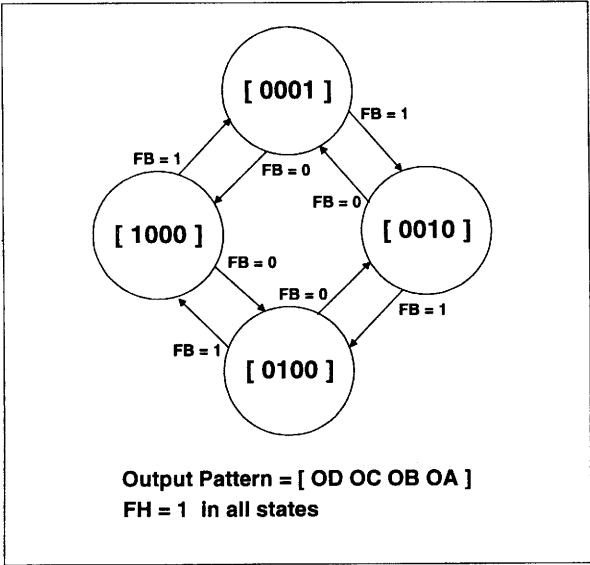 [ 0001 ]
FB = 1
FB = 1
FB = 0
FB = 0
[ 1000 ]
[ 0010 ]
FB = 0
FB = 0
FB = 1
FB = 1
[ 0100 ]
Output Pattern = [ OD OC OB OA ]
FH = 1 in all states